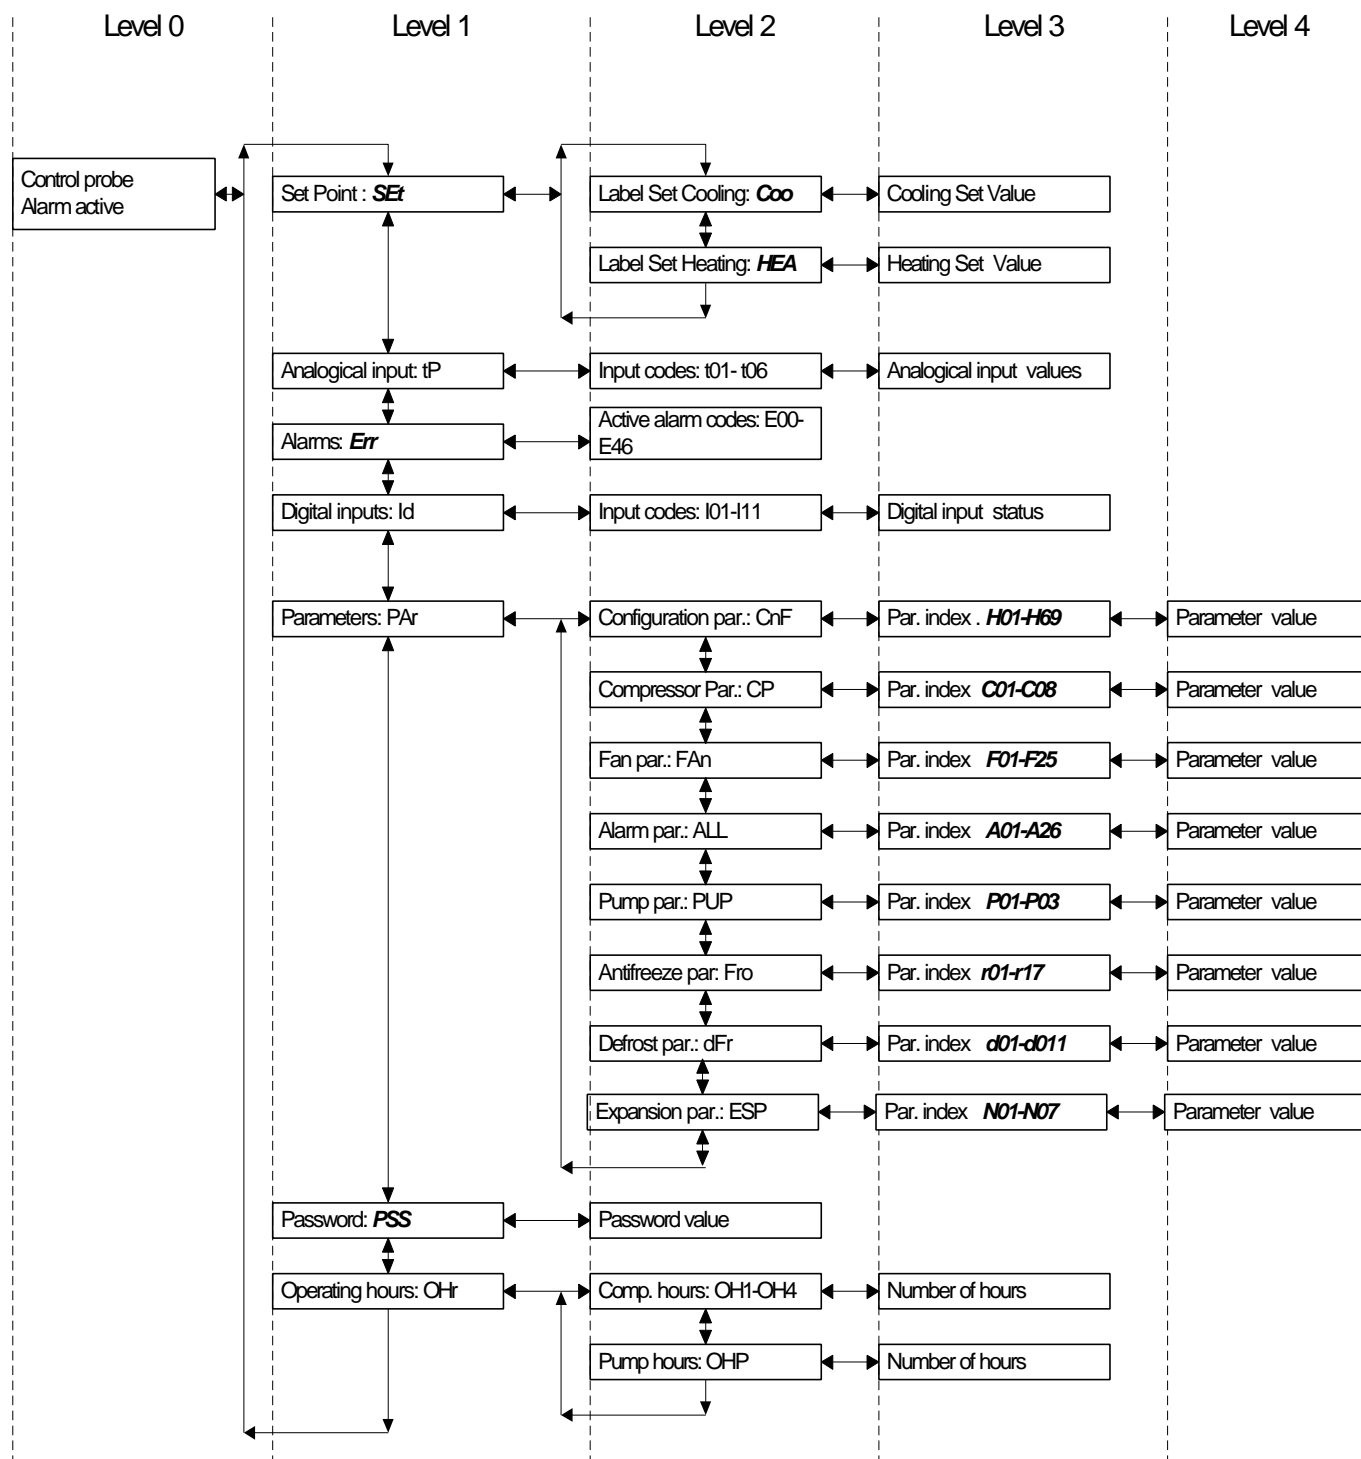 Level 0
Level 1
Level 2
Level 3
Level 4
Control probe
Alarm active
Set Point : SEt
Label Set Cooling: Coo
Cooling Set Value
Label Set Heating: HEA
Heating Set Value
Analogical input: tP
Input codes: t01- t06
Analogical input values
Alarms: Err
Active alarm codes: E00-
E46
Digital inputs: Id
Input codes: I01-I11
Digital input status
Parameters: PAr
Configuration par.: CnF
Par. index . H01-H69
Parameter value
Compressor Par.: CP
Par. index C01-C08
Parameter value
Fan par.: FAn
Par. index F01-F25
Parameter value
Alarm par.: ALL
Par. index A01-A26
Parameter value
Pump par.: PUP
Par. index P01-P03
Parameter value
Antifreeze par: Fro
Par. index r01-r17
Parameter value
Defrost par.: dFr
Par. index d01-d011
Parameter value
Expansion par.: ESP
Par. index N01-N07
Parameter value
Password: PSS
Password value
Operating hours: OHr
Comp. hours: OH1-OH4
Number of hours
Pump hours: OHP
Number of hours